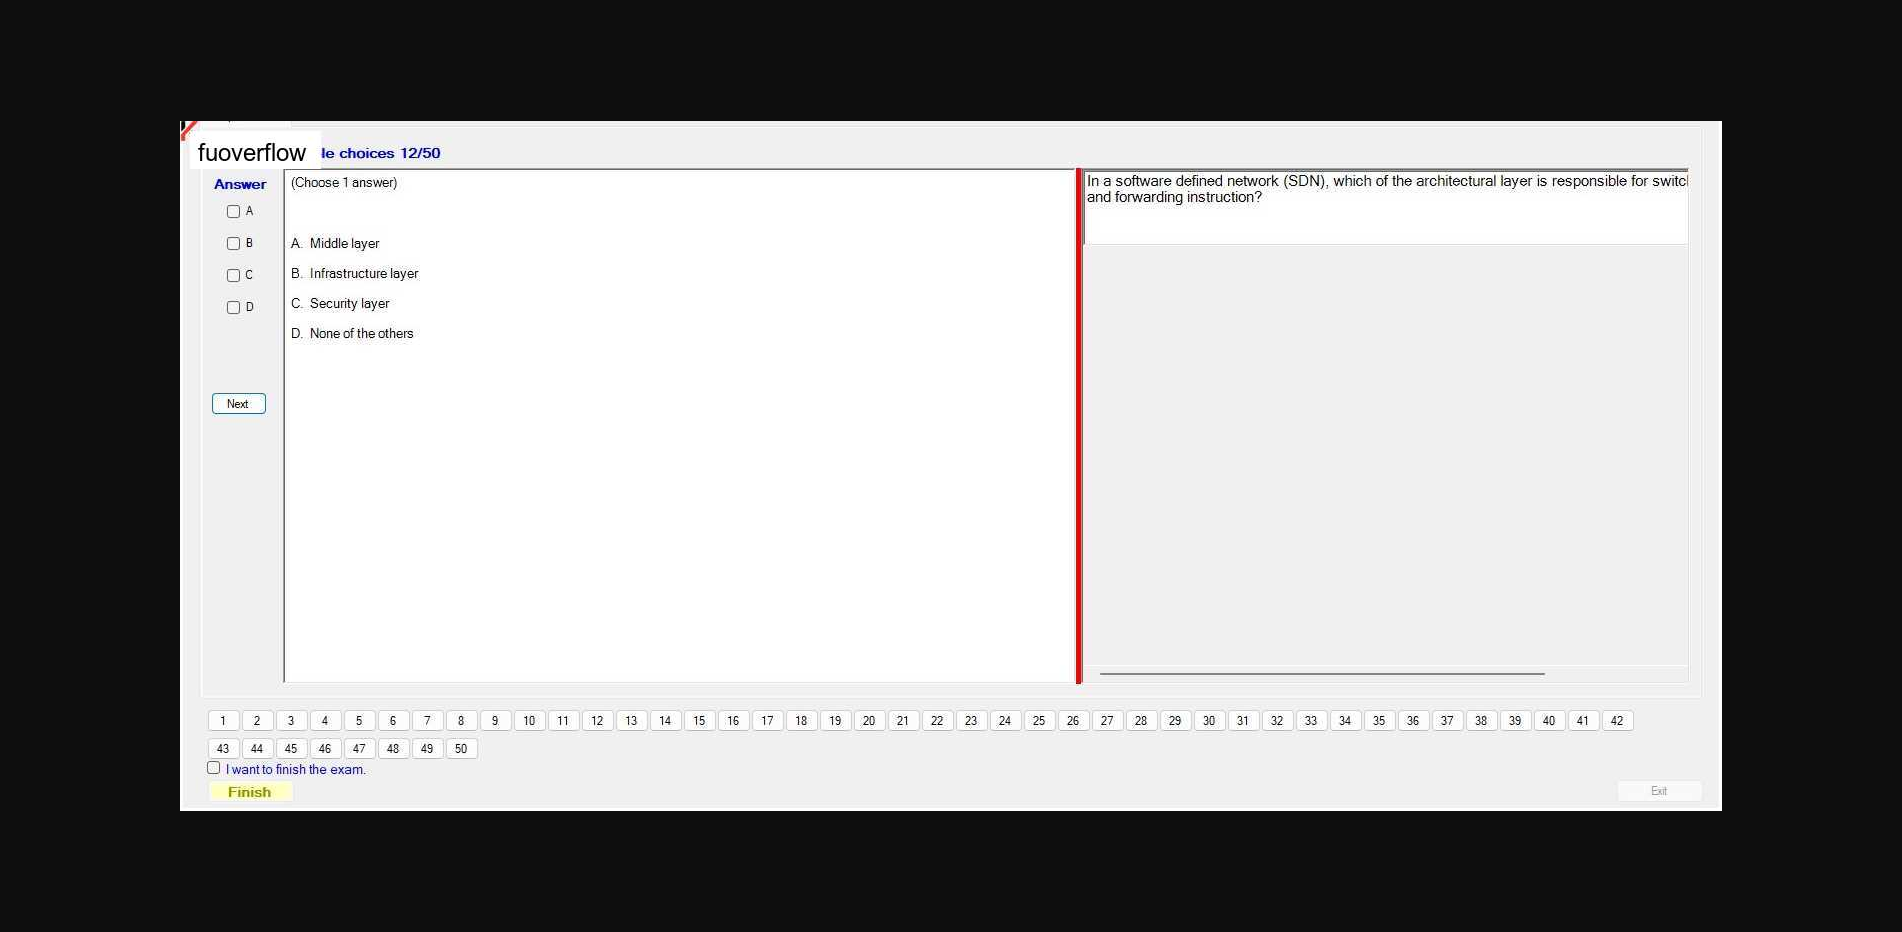 fuoverflow le choices 12/50
Answer
A
B
C
D
Next
(Choose 1 answer)
A. Middle layer
B. Infrastructure layer
C. Security layer
D. None of the others
In a software defined network (SDN), which of the architectural layer is responsible for
and forwarding instruction?
1 2 3 4 5 6 7 8 9 10 11 12 13 14 15 16 17 18 19 20 21 22 23 24 25 26 27 28 29 30 31 32 33 34 35 36 37 38 39 40 41 42
43 44 45 46 47 48 49 50
I want to finish the exam.
Finish
Exit